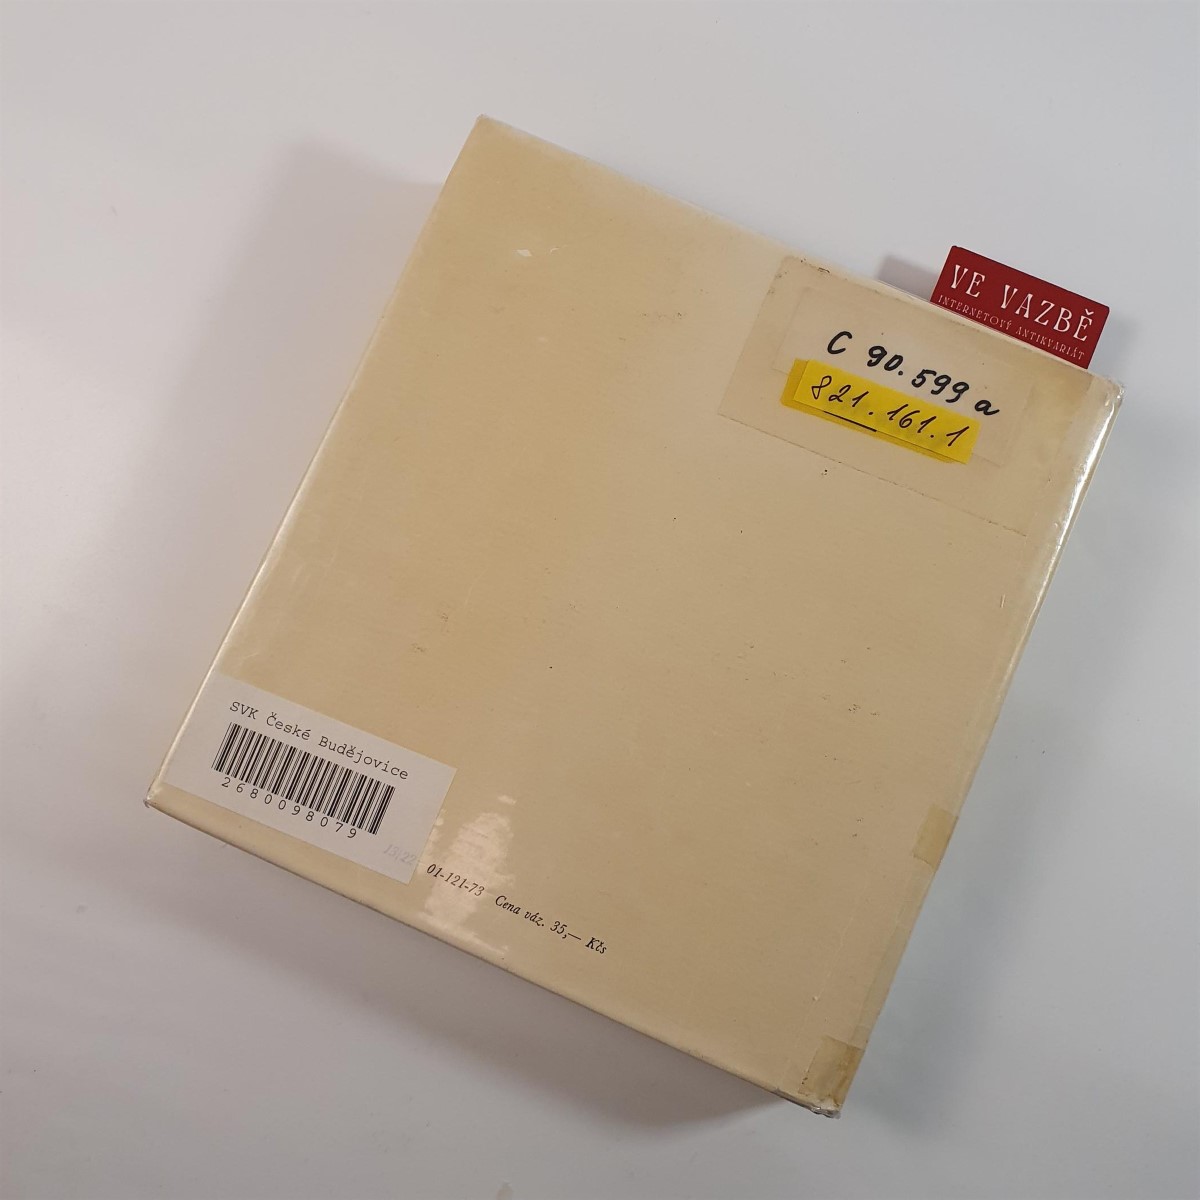 VE VAZBĚ
INTERNETOVÝ ANTIKVARIÁT
C 90.599 a
821.161.1
SVK České Budějovice
2680098079
01-121-73 Cena váz. 35,— Kčs